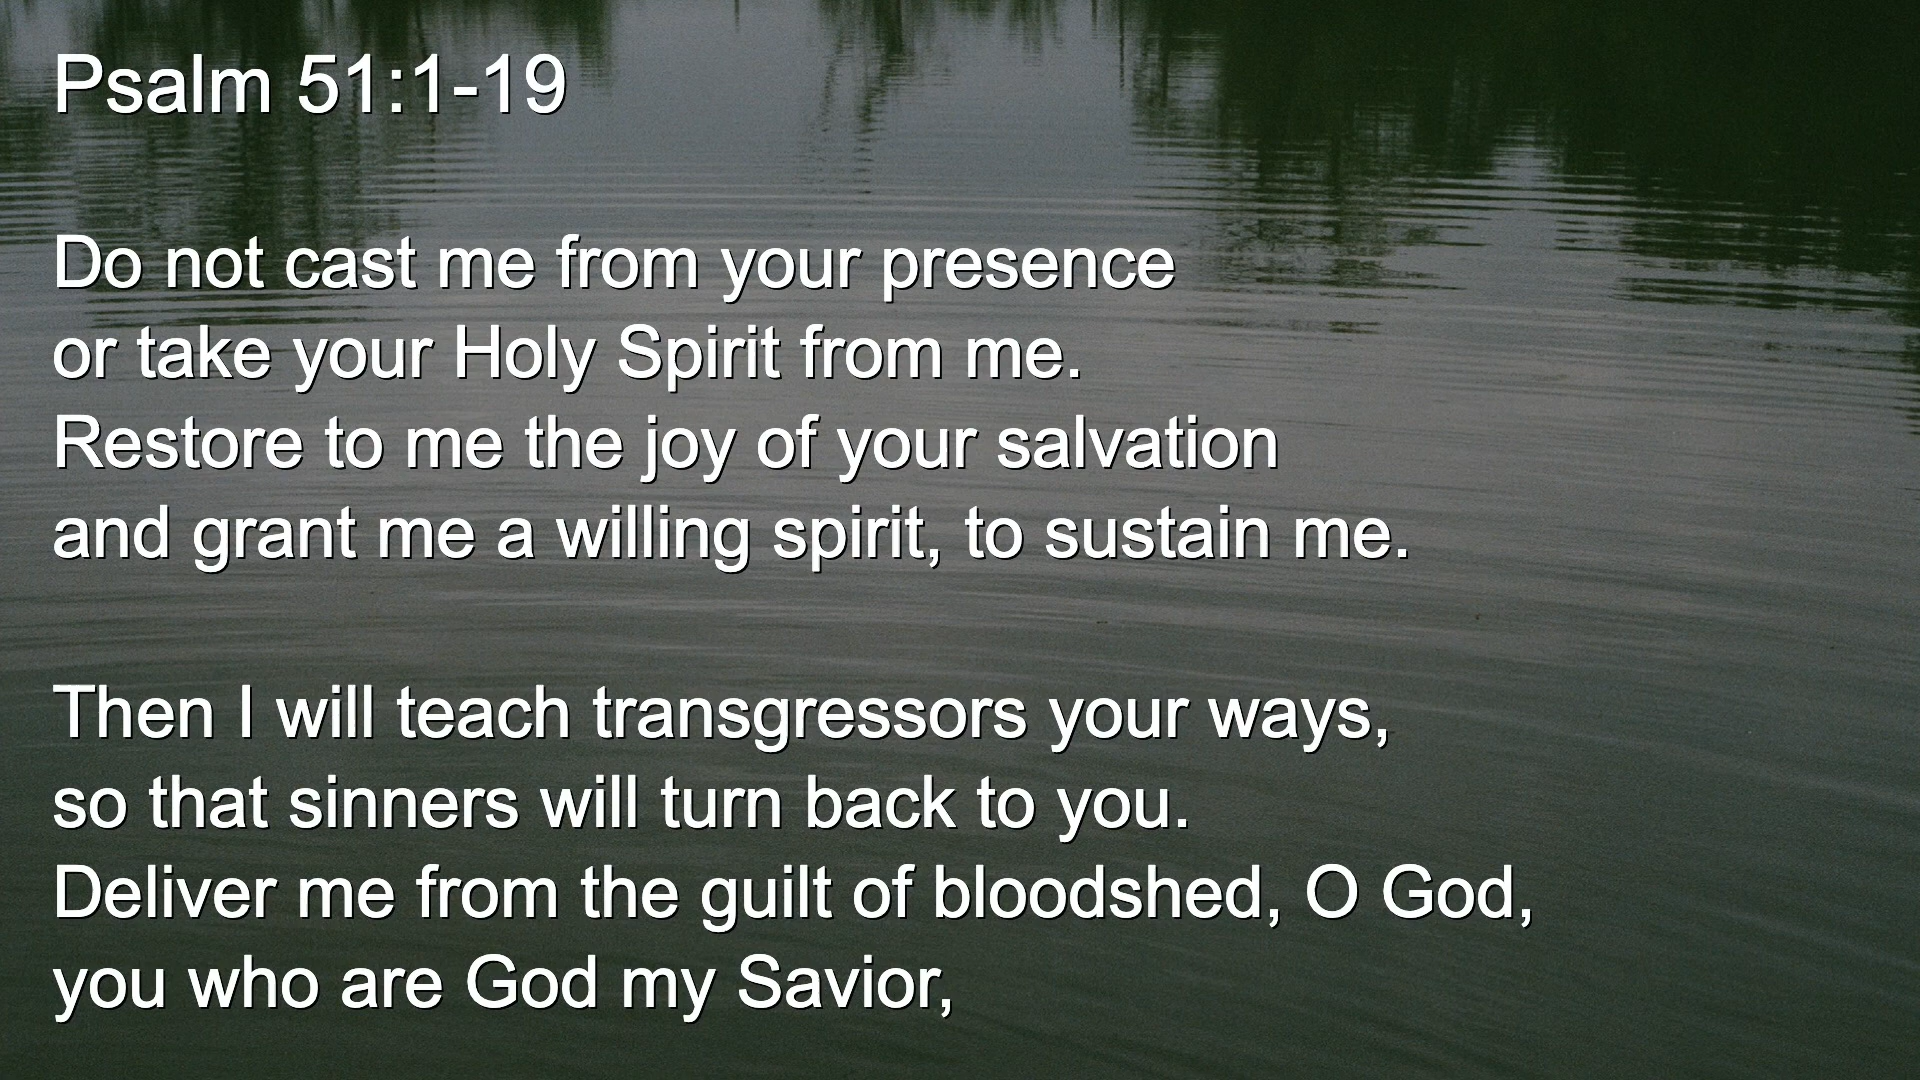 Psalm 51:1-19
Do not cast me from your presence
or take your Holy Spirit from me.
Restore to me the joy of your salvation
and grant me a willing spirit, to sustain me.
Then I will teach transgressors your ways,
so that sinners will turn back to you.
Deliver me from the guilt of bloodshed, O God,
you who are God my Savior,